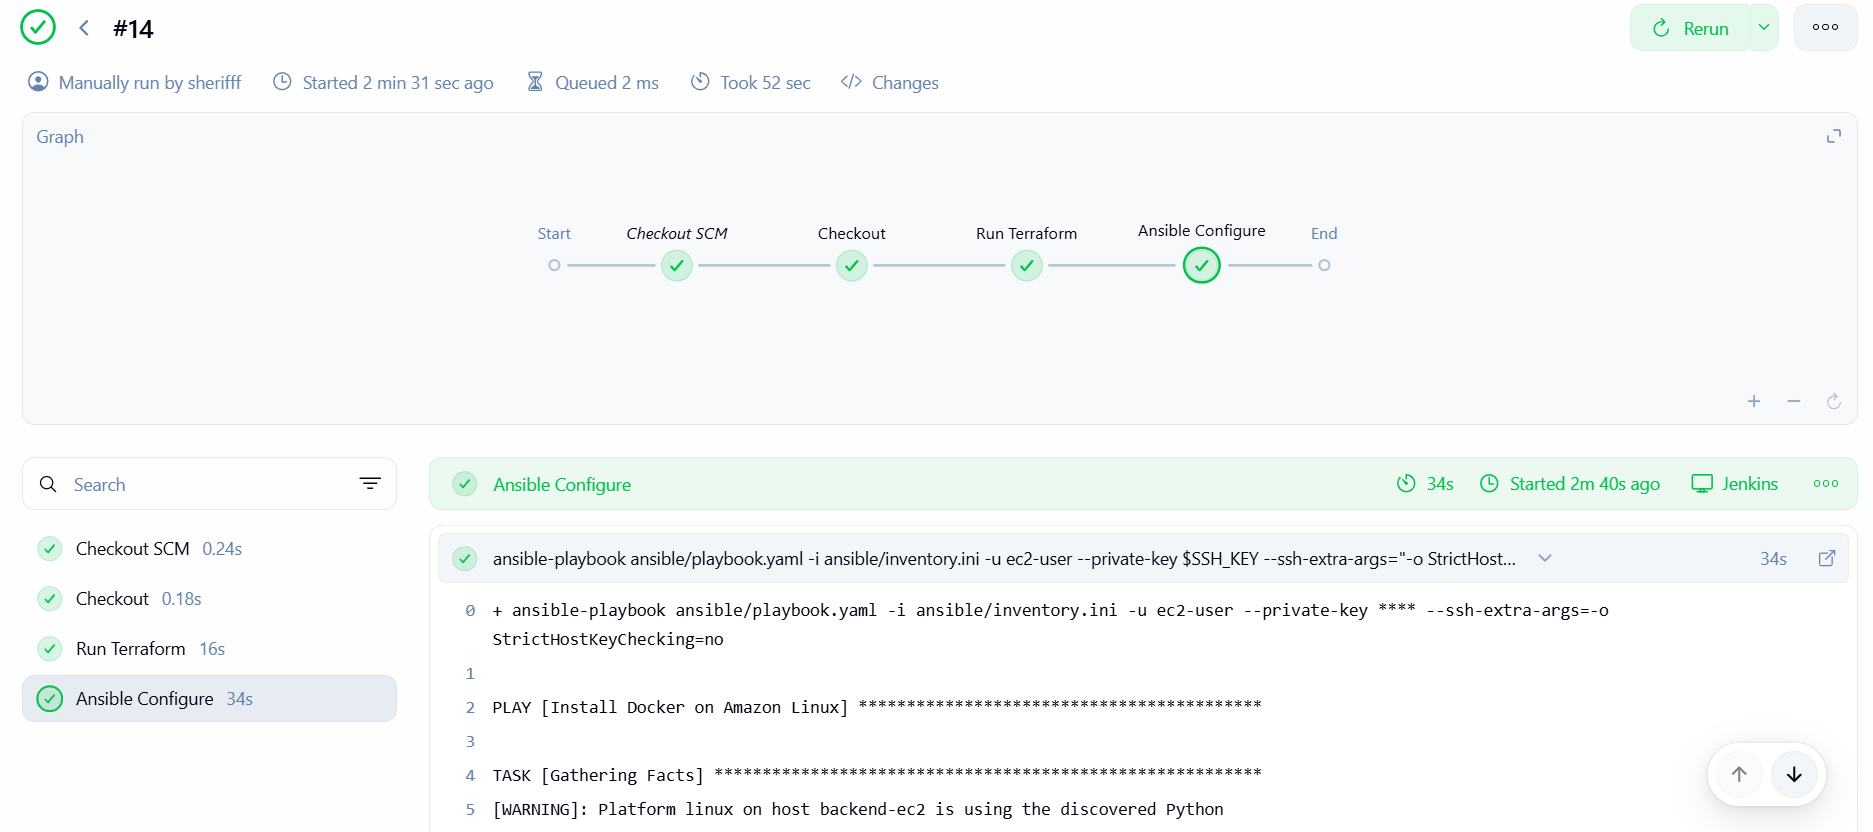 #14
Rerun
Manually run by sherifff
Started 2 min 31 sec ago
Queued 2 ms
Took 52 sec
Changes
Graph
Start
Checkout SCM
Checkout
Run Terraform
Ansible Configure
End
Search
Checkout SCM 0.24s
Checkout 0.18s
Run Terraform 16s
Ansible Configure 34s
Ansible Configure
34s
Started 2m 40s ago
Jenkins
ansible-playbook ansible/playbook.yaml -i ansible/inventory.ini -u ec2-user --private-key $SSH_KEY --ssh-extra-args="-o StrictHost...
34s
0 + ansible-playbook ansible/playbook.yaml -i ansible/inventory.ini -u ec2-user --private-key **** --ssh-extra-args=-o
StrictHostKeyChecking=no
1
2 PLAY [Install Docker on Amazon Linux] ******************************************
3
4 TASK [Gathering Facts] *********************************************************
5 [WARNING]: Platform linux on host backend-ec2 is using the discovered Python